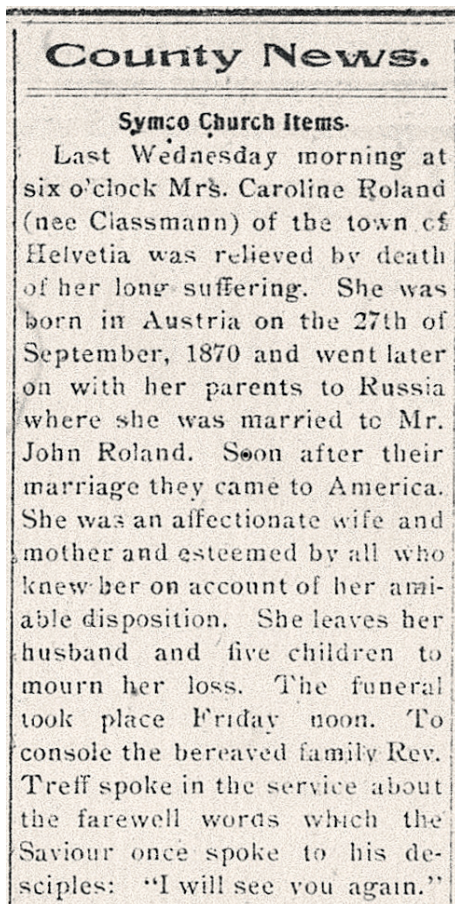 County News.
Symco Church Items.
Last Wednesday morning at
six o'clock Mrs. Caroline Roland
(nee Classmann) of the town of
Helvetia was relieved by death
of her long suffering. She was
born in Austria on the 27th of
September, 1870 and went later
on with her parents to Russia
where she was married to Mr.
John Roland. Soon after their
marriage they came to America.
She was an affectionate wife and
mother and esteemed by all who
knew her on account of her ami-
able disposition. She leaves her
husband and five children to
mourn her loss. The funeral
took place Friday noon. To
console the bereaved family Rev.
Treff spoke in the service about
the farewell words which the
Saviour once spoke to his de-
sciples: "I will see you again."